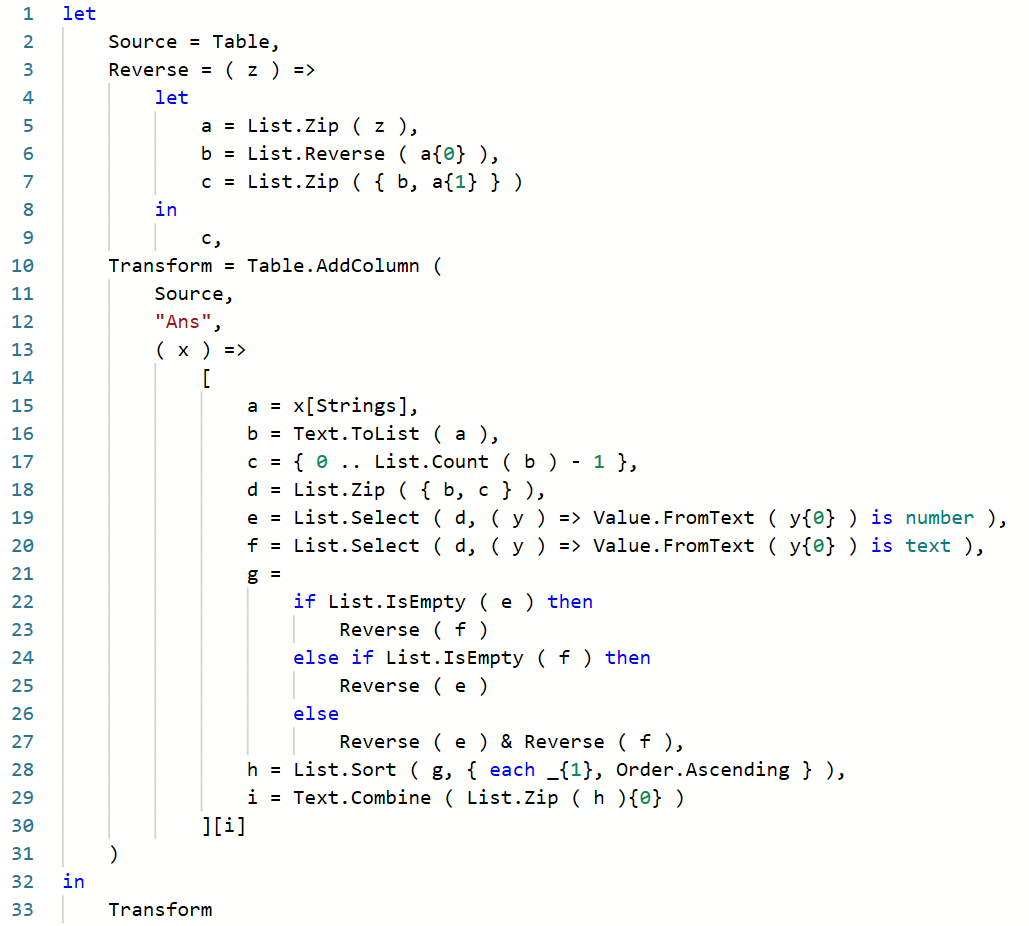 1 let
2 Source = Table,
3 Reverse = ( z ) =>
4 let
5 a = List.Zip ( z ),
6 b = List.Reverse ( a{0} ),
7 c = List.Zip ( { b, a{1} } )
8 in
9 c,
10 Transform = Table.AddColumn (
11 Source,
12 "Ans",
13 ( x ) =>
14 [
15 a = x[Strings],
16 b = Text.ToList ( a ),
17 c = { 0 .. List.Count ( b ) - 1 },
18 d = List.Zip ( { b, c } ),
19 e = List.Select ( d, ( y ) => Value.FromText ( y{0} ) is number ),
20 f = List.Select ( d, ( y ) => Value.FromText ( y{0} ) is text ),
21 g =
22 if List.IsEmpty ( e ) then
23 Reverse ( f )
24 else if List.IsEmpty ( f ) then
25 Reverse ( e )
26 else
27 Reverse ( e ) & Reverse ( f ),
28 h = List.Sort ( g, { each _{1}, Order.Ascending } ),
29 i = Text.Combine ( List.Zip ( h ){0} )
30 ][i]
31 )
32 in
33 Transform